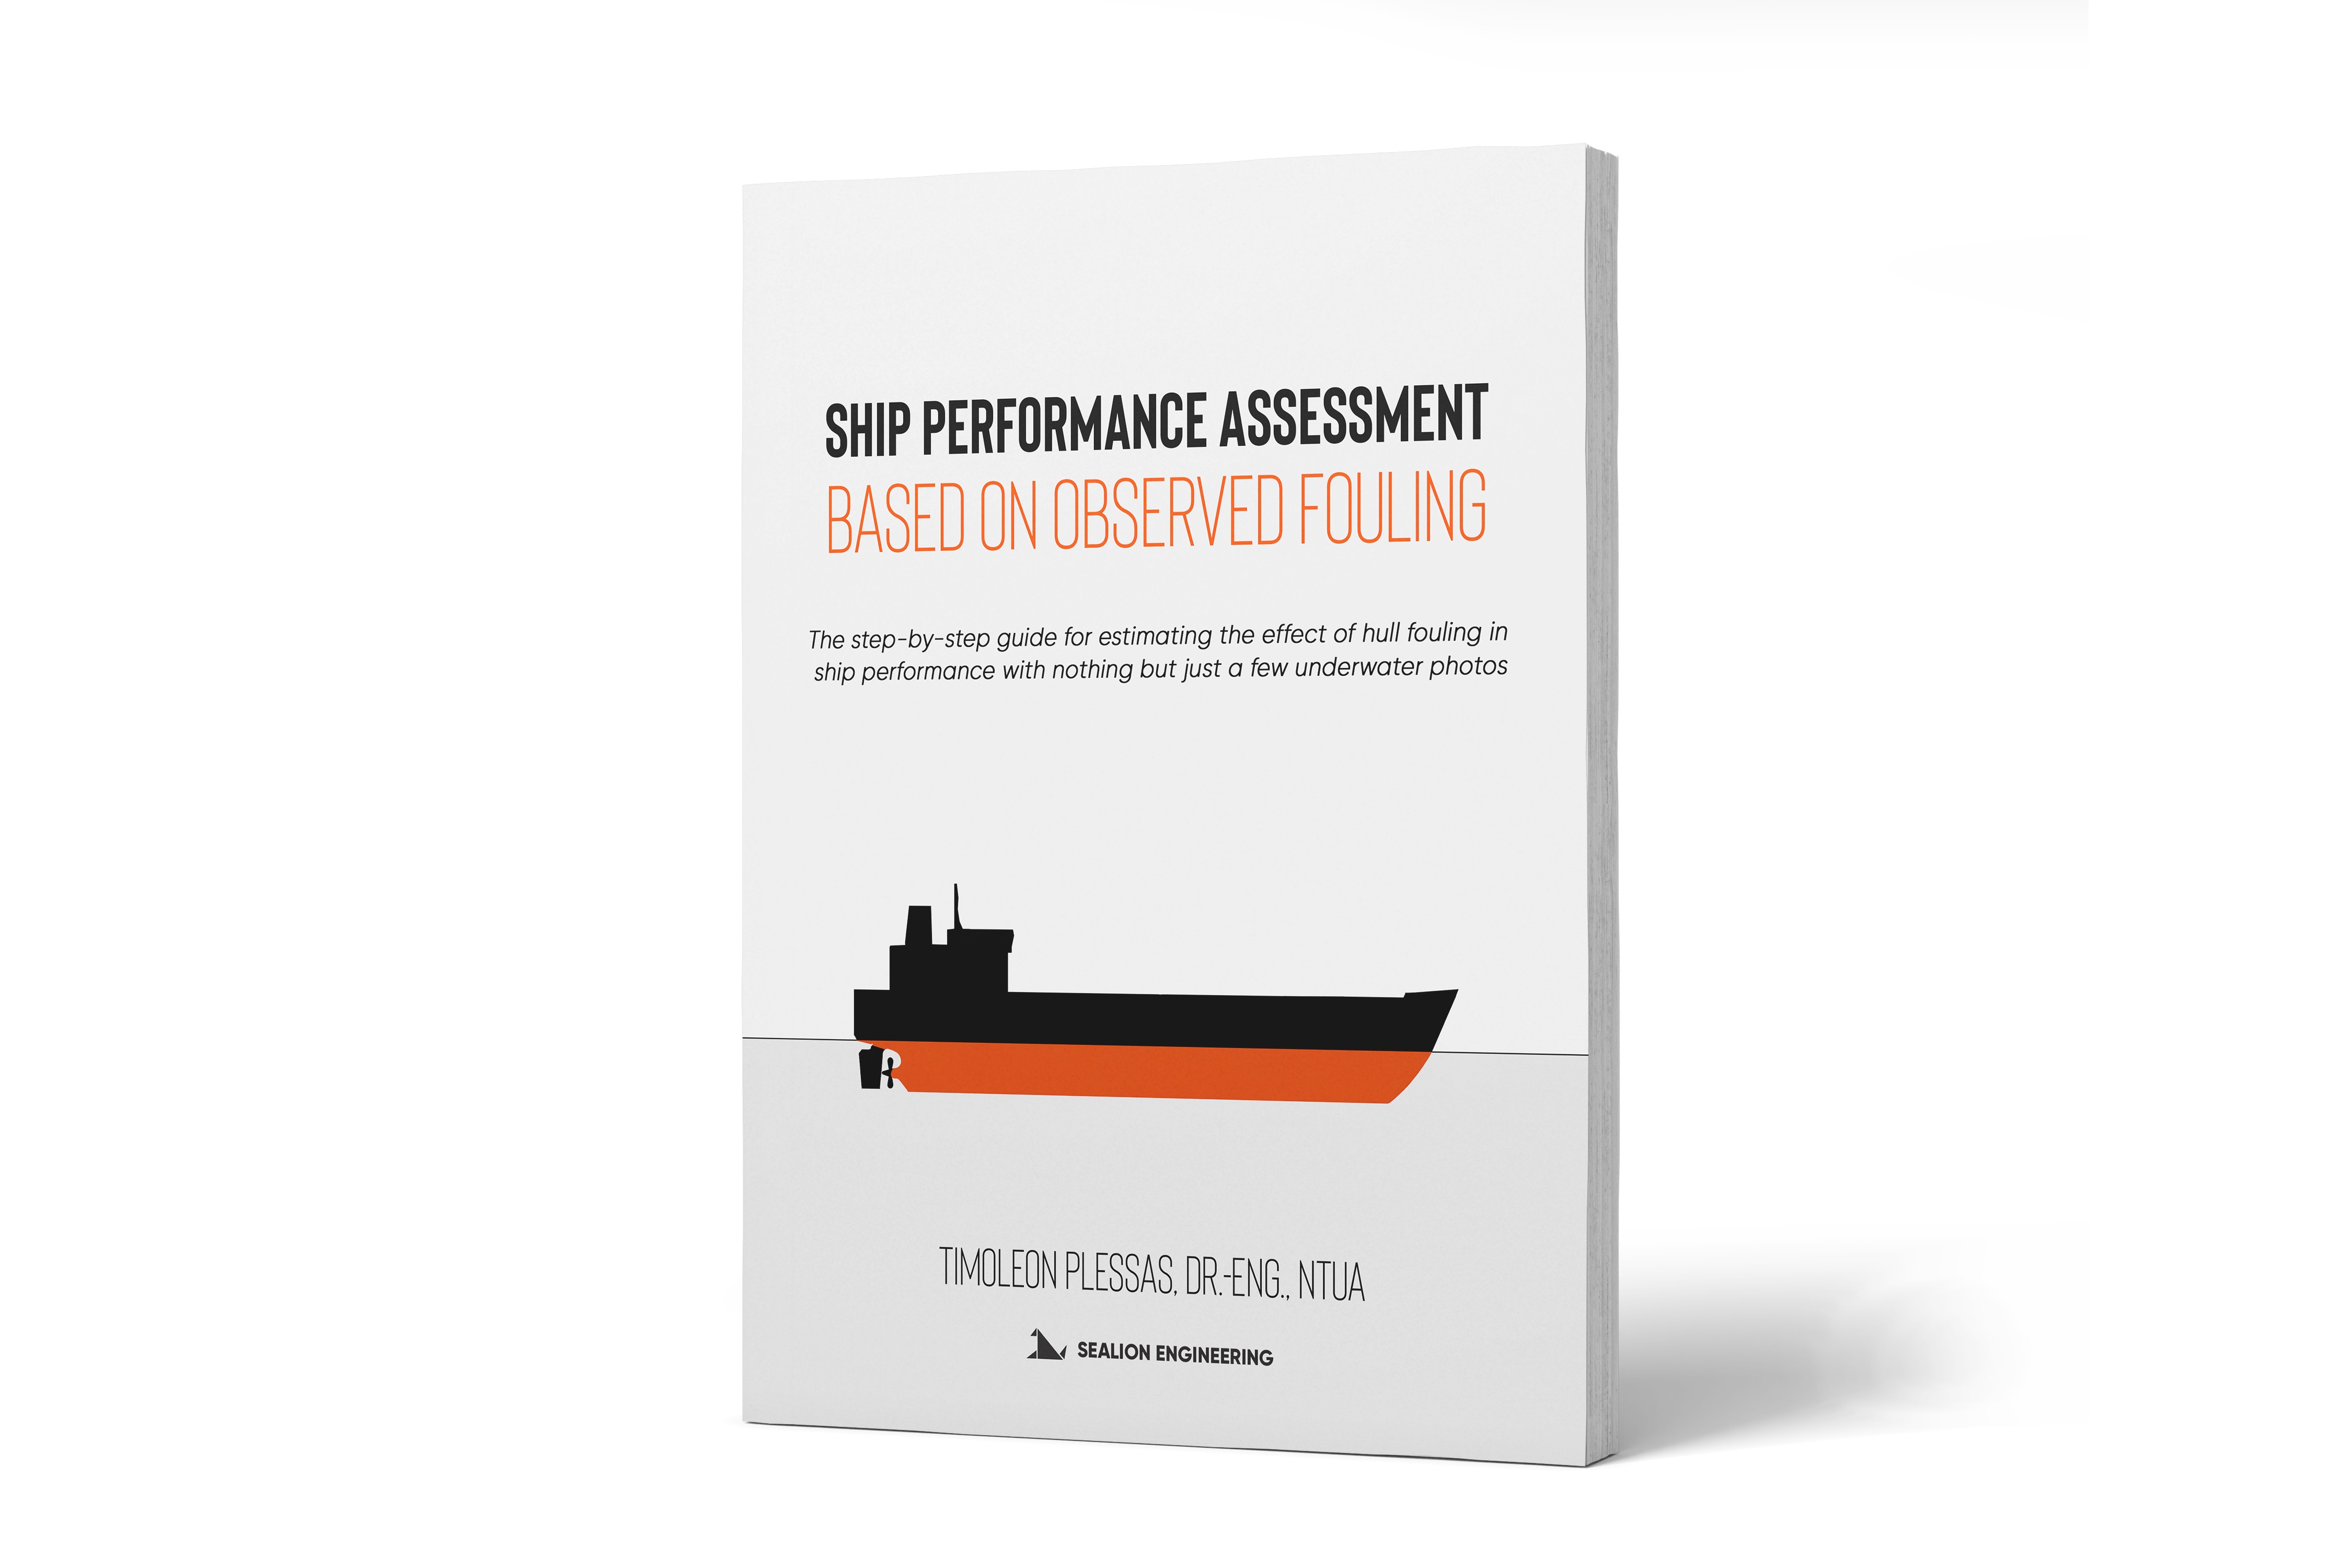 SHIP PERFORMANCE ASSESSMENT
BASED ON OBSERVED FOULING
The step-by-step guide for estimating the effect of hull fouling in
ship performance with nothing but just a few underwater photos
TIMOLEON PLESSAS, DR.-ENG., NTUA
SEALION ENGINEERING